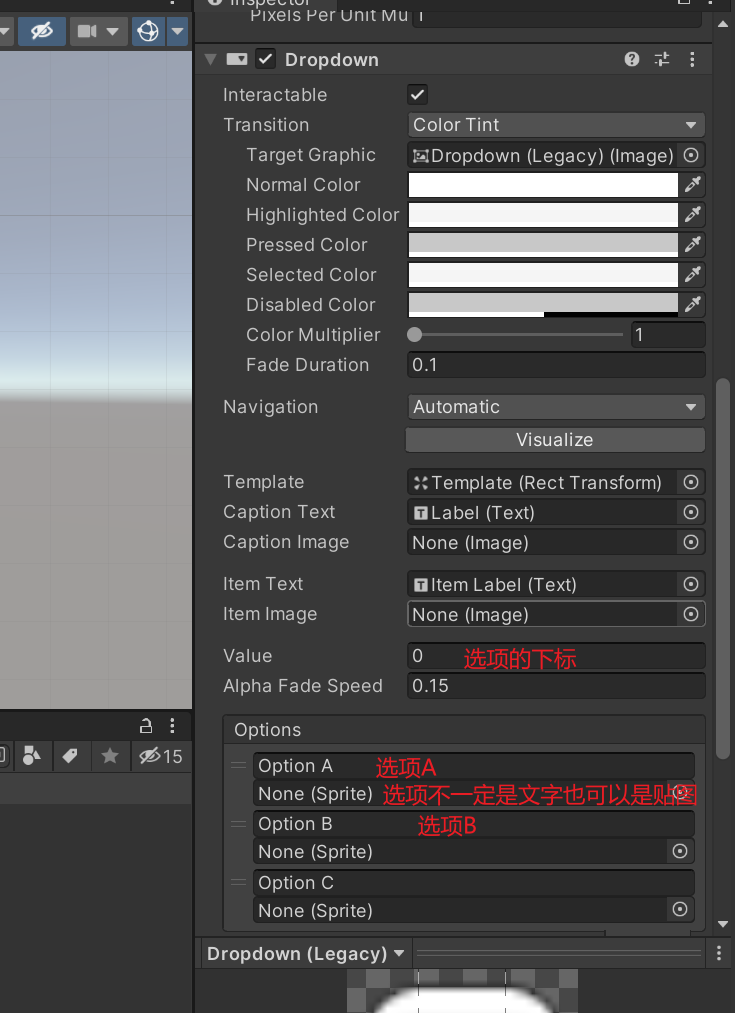 Inspector
Pixels Per Unit Mu 1
Dropdown
Interactable
Transition Color Tint
Target Graphic Dropdown (Legacy) (Image)
Normal Color
Highlighted Color
Pressed Color
Selected Color
Disabled Color
Color Multiplier 1
Fade Duration 0.1
Navigation Automatic
Visualize
Template Template (Rect Transform)
Caption Text Label (Text)
Caption Image None (Image)
Item Text Item Label (Text)
Item Image None (Image)
Value 0 选项的下标
Alpha Fade Speed 0.15
Options
15
Option A 选项A
None (Sprite) 选项不一定是文字也可以是贴图
Option B 选项B
None (Sprite)
Option C
None (Sprite)
Dropdown (Legacy)